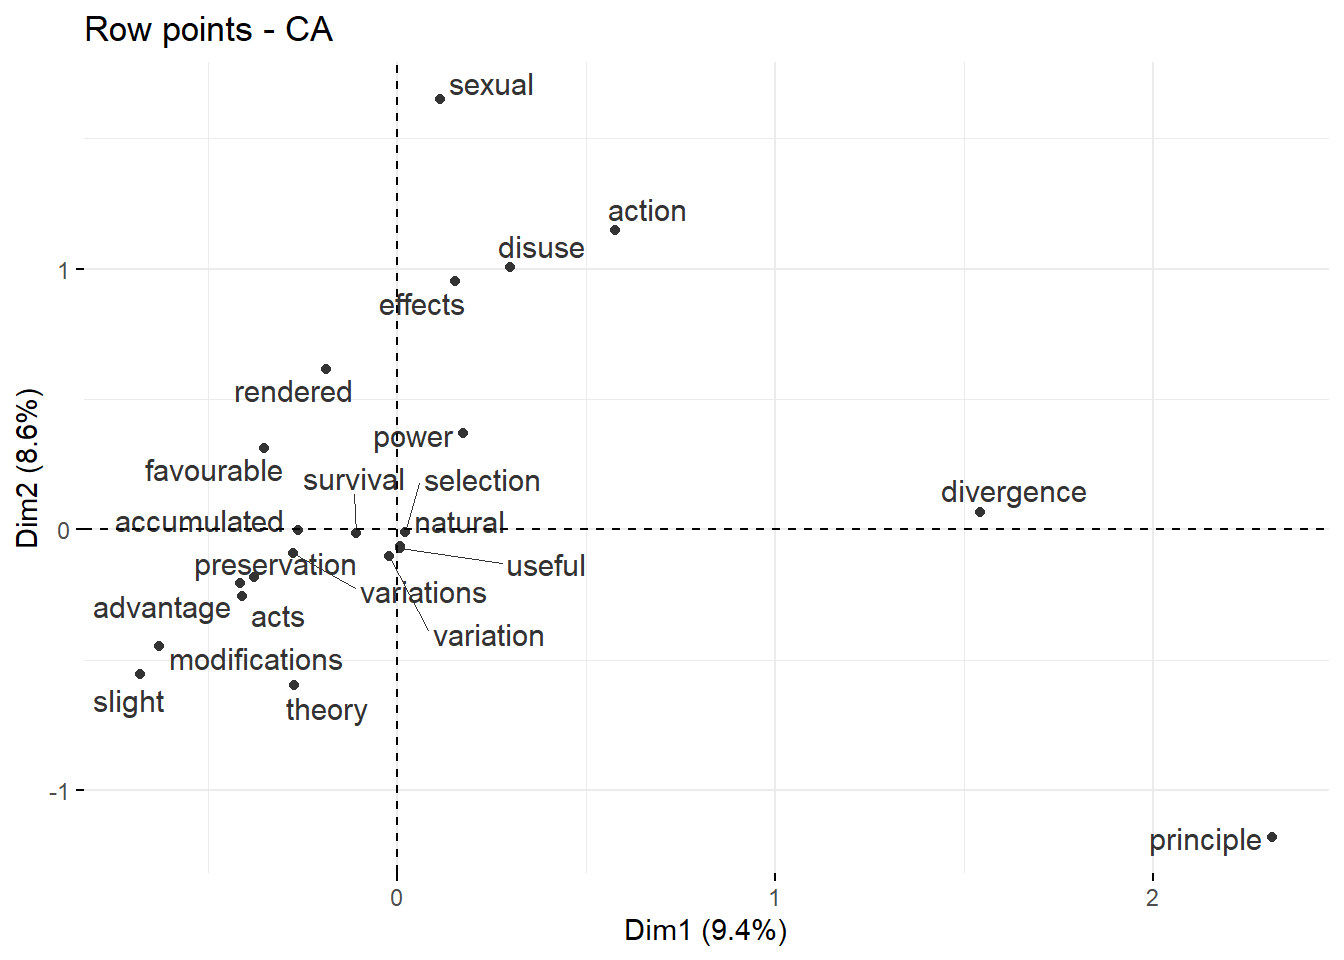 Row points - CA
sexual
action
disuse
effects
rendered
power
favourable
survival
selection
divergence
accumulated
natural
preservation
useful
variations
advantage
acts
variation
modifications
slight
theory
principle
1
0
-1
Dim2 (8.6%)
0
1
2
Dim1 (9.4%)